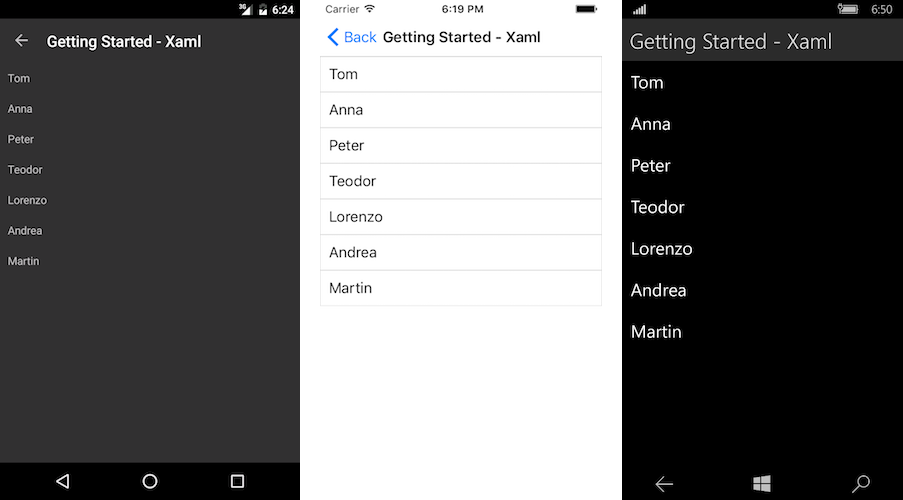 3G 6:24
Getting Started - Xaml
Tom
Anna
Peter
Teodor
Lorenzo
Andrea
Martin
Carrier 6:19 PM
Back Getting Started - Xaml
Tom
Anna
Peter
Teodor
Lorenzo
Andrea
Martin
6:50
Getting Started - Xaml
Tom
Anna
Peter
Teodor
Lorenzo
Andrea
Martin